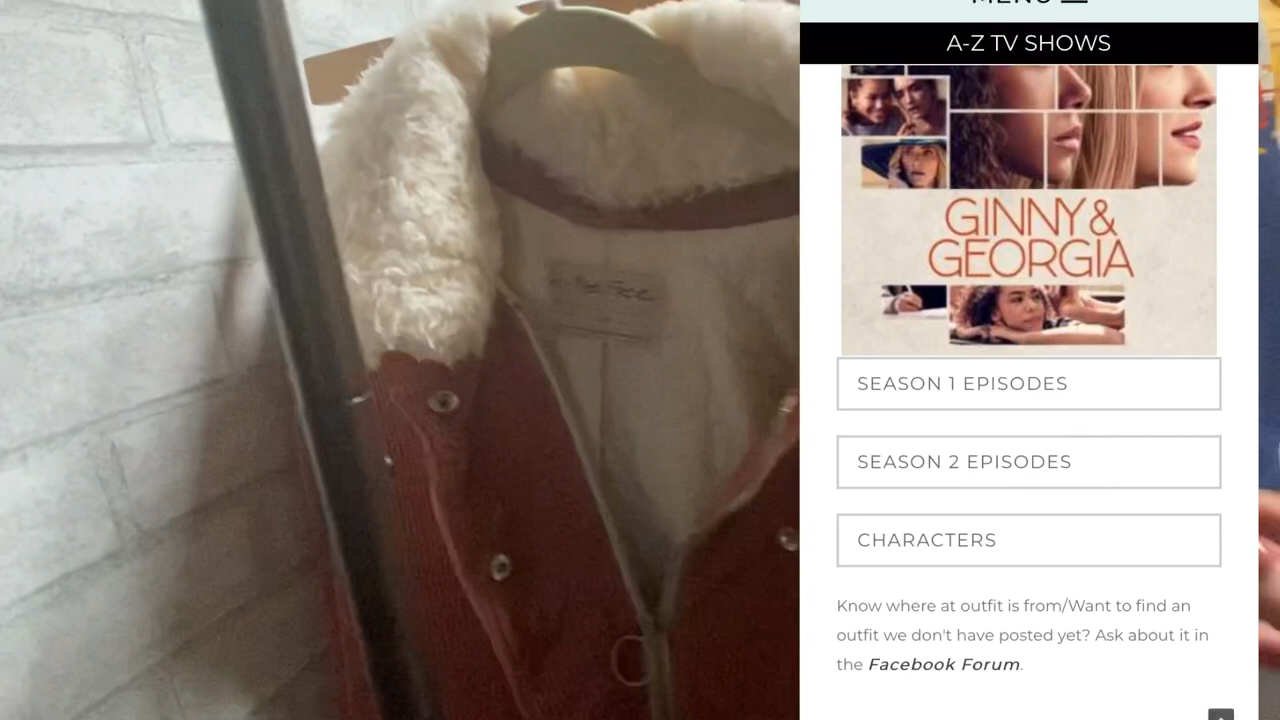 MENU
A-Z TV SHOWS
GINNY &
GEORGIA
SEASON 1 EPISODES
SEASON 2 EPISODES
CHARACTERS
Know where at outfit is from/Want to find an
outfit we don't have posted yet? Ask about it in
the Facebook Forum.